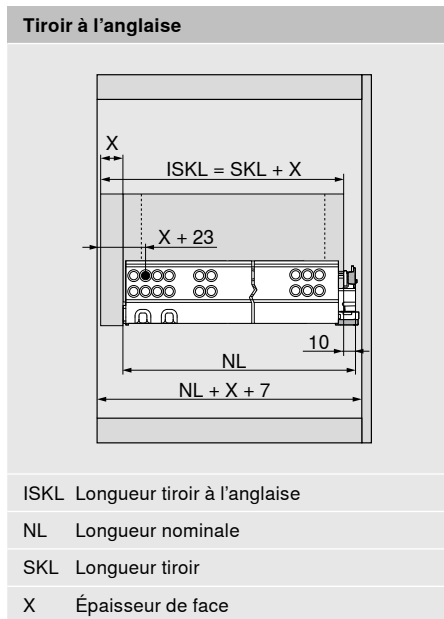 Tiroir à l’anglaise
X
ISKL = SKL + X
X + 23
10
NL
NL + X + 7
ISKL Longueur tiroir à l’anglaise
NL Longueur nominale
SKL Longueur tiroir
X Épaisseur de face